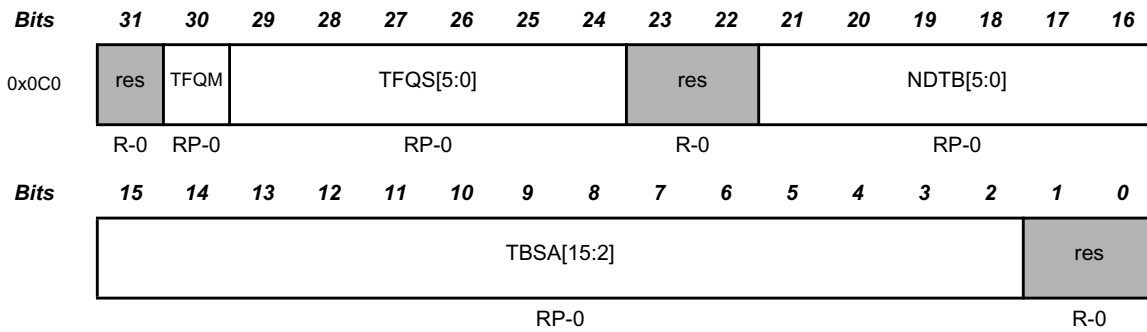 Bits 31 30 29 28 27 26 25 24 23 22 21 20 19 18 17 16
0x0C0 res TFQM TFQS[5:0] res NDTB[5:0]
R-0 RP-0 RP-0 R-0 RP-0
Bits 15 14 13 12 11 10 9 8 7 6 5 4 3 2 1 0
TBSA[15:2] res
RP-0 R-0